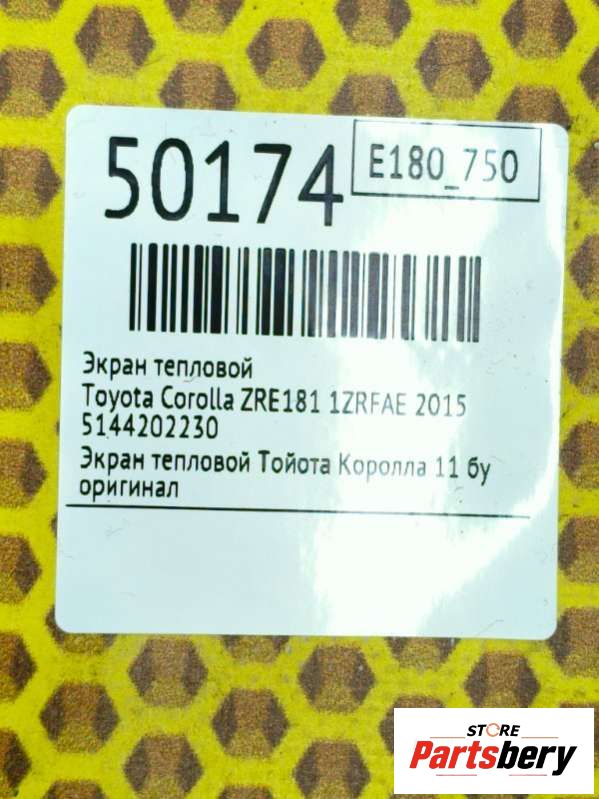 50174
E180_750
Экран тепловой
Toyota Corolla ZRE181 1ZRFAE 2015
5144202230
Экран тепловой Тойота Королла 11 бу
оригинал
STORE
Partsbery